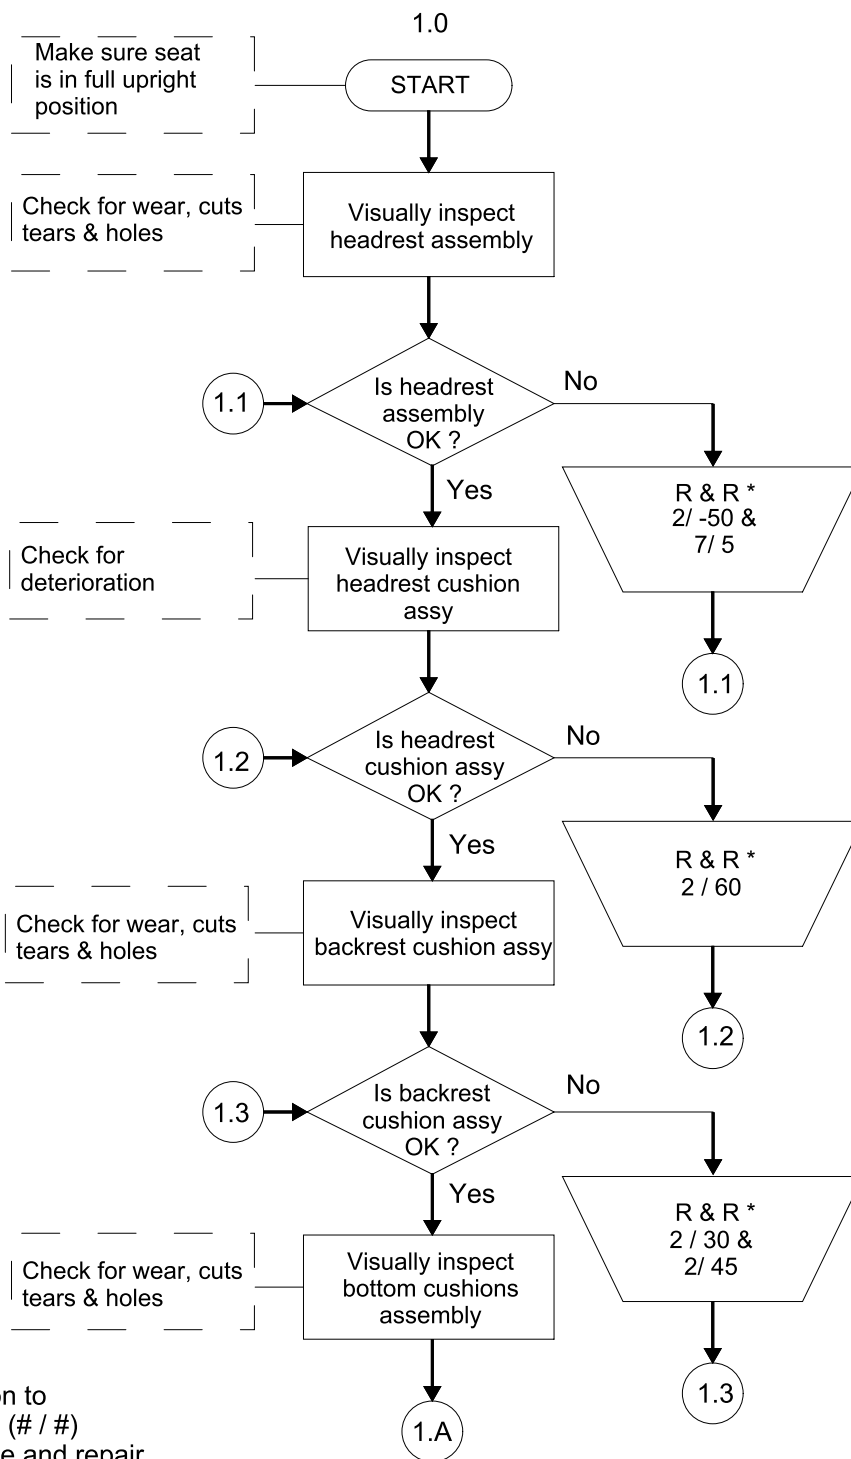 1.0
Make sure seat
is in full upright
position
START
Check for wear, cuts
tears & holes
Visually inspect
headrest assembly
1.1
Is headrest
assembly
OK ?
No
Yes
R & R *
2/ -50 &
7/ 5
1.1
Check for
deterioration
Visually inspect
headrest cushion
assy
1.2
Is headrest
cushion assy
OK ?
No
Yes
R & R *
2 / 60
1.2
Check for wear, cuts
tears & holes
Visually inspect
backrest cushion assy
1.3
Is backrest
cushion assy
OK ?
No
Yes
R & R *
2 / 30 &
2/ 45
1.3
Check for wear, cuts
tears & holes
Visually inspect
bottom cushions
assembly
1.A
to
(# / #)
and repair